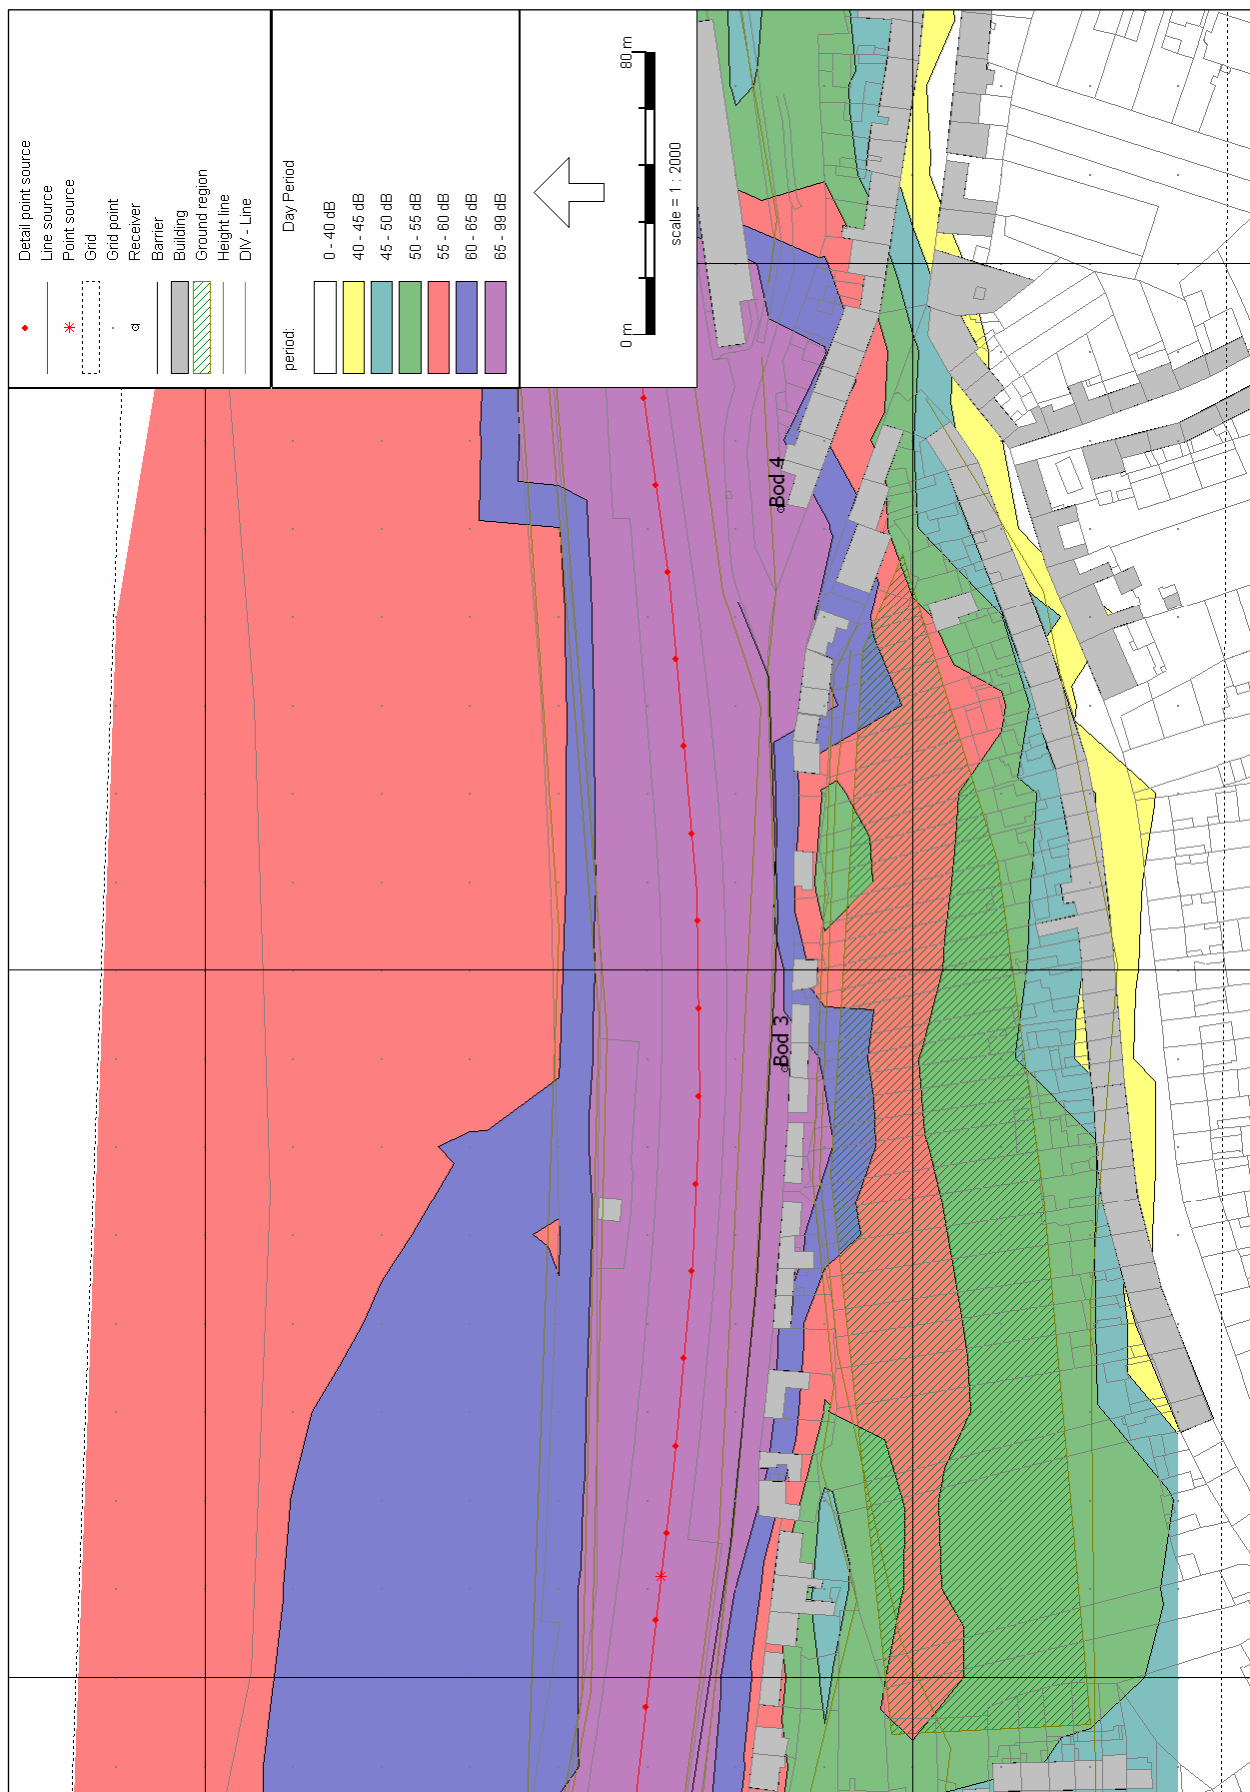 Detail point source
Line source
Point source
Grid
Grid point
Receiver
Barrier
Building
Ground region
Height line
DIV - Line
period:
Day Period
0 - 40 dB
40 - 45 dB
45 - 50 dB
50 - 55 dB
55 - 60 dB
60 - 65 dB
65 - 99 dB
0 m
80 m
scale = 1 : 2000
Bod 4
Bod 3